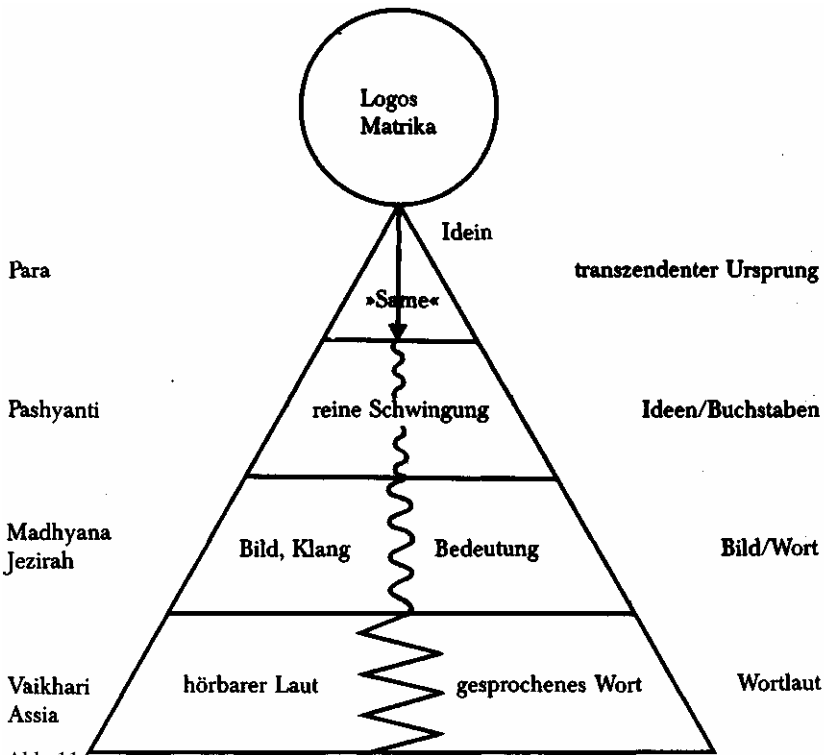 Logos
Matrika
Idein
Para
»Same«
transzendenter Ursprung
Pashyanti
reine Schwingung
Ideen/Buchstaben
Madhyana
Jezirah
Bild, Klang
Bedeutung
Bild/Wort
Vaikhari
Assia
hörbarer Laut
gesprochenes Wort
Wortlaut